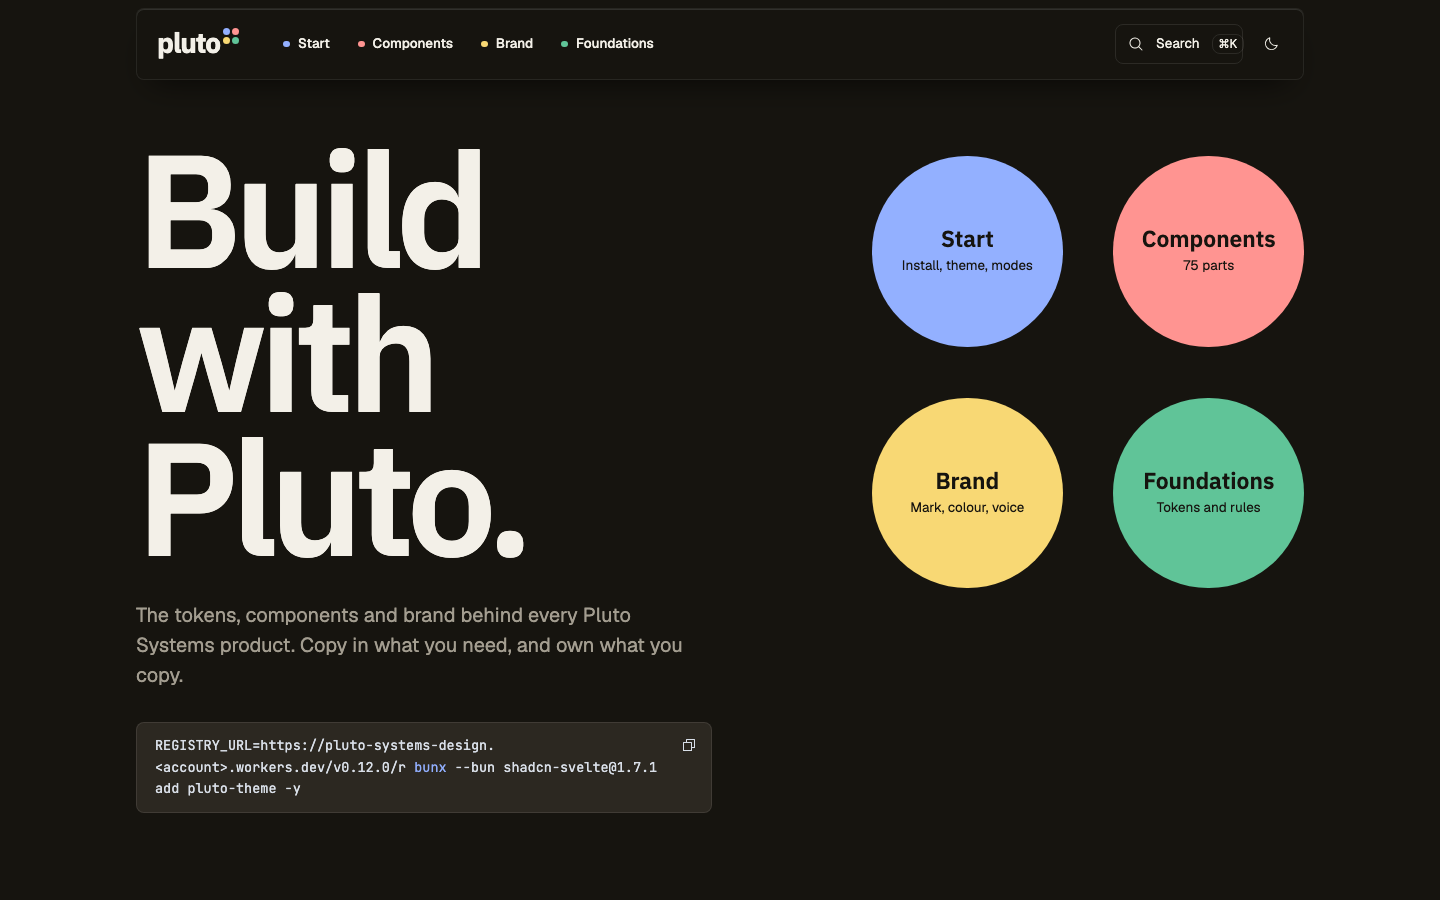 pluto
Start
Components
Brand
Foundations
Search
⌘K
Build
with
Pluto.
The tokens, components and brand behind every Pluto
Systems product. Copy in what you need, and own what you
copy.
REGISTRY_URL=https://pluto-systems-design.
<account>.workers.dev/v0.12.0/r bunx --bun shadcn-svelte@1.7.1
add pluto-theme -y
Start
Install, theme, modes
Components
75 parts
Brand
Mark, colour, voice
Foundations
Tokens and rules